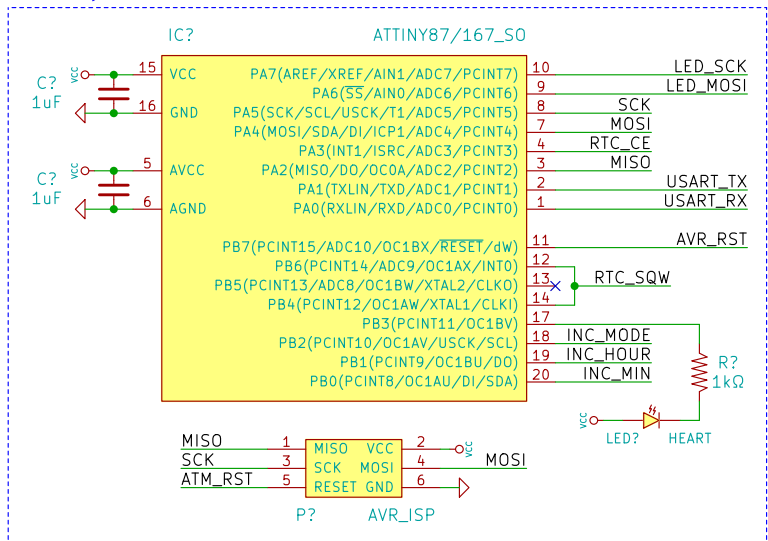 IC? ATTINY87/167_SO
VCC 15 VCC PA7(AREF/XREF/AIN1/ADC7/PCINT7) 10 LED_SCK
C? PA6(SS/AIN0/ADC6/PCINT6) 9 LED_MOSI
1uF 16 GND PA5(SCK/SCL/USCK/T1/ADC5/PCINT5) 8 SCK
PA4(MOSI/SDA/DI/ICP1/ADC4/PCINT4) 7 MOSI
PA3(INT1/ISRC/ADC3/PCINT3) 4 RTC_CE
VCC 5 AVCC PA2(MISO/DO/OC0A/ADC2/PCINT2) 3 MISO
C? PA1(TXLIN/TXD/ADC1/PCINT1) 2 USART_TX
1uF 6 AGND PA0(RXLIN/RXD/ADC0/PCINT0) 1 USART_RX
PB7(PCINT15/ADC10/OC1BX/RESET/dW) 11 AVR_RST
PB6(PCINT14/ADC9/OC1AX/INT0) 12
PB5(PCINT13/ADC8/OC1BW/XTAL2/CLKO) 13 RTC_SQW
PB4(PCINT12/OC1AW/XTAL1/CLKI) 14
PB3(PCINT11/OC1BV) 17
PB2(PCINT10/OC1AV/USCK/SCL) 18 INC_MODE
PB1(PCINT9/OC1BU/DO) 19 INC_HOUR R?
PB0(PCINT8/OC1AU/DI/SDA) 20 INC_MIN 1kΩ
VCC
LED? HEART
MISO 1 MISO VCC 2 VCC
SCK 3 SCK MOSI 4 MOSI
ATM_RST 5 RESET GND 6
P? AVR_ISP